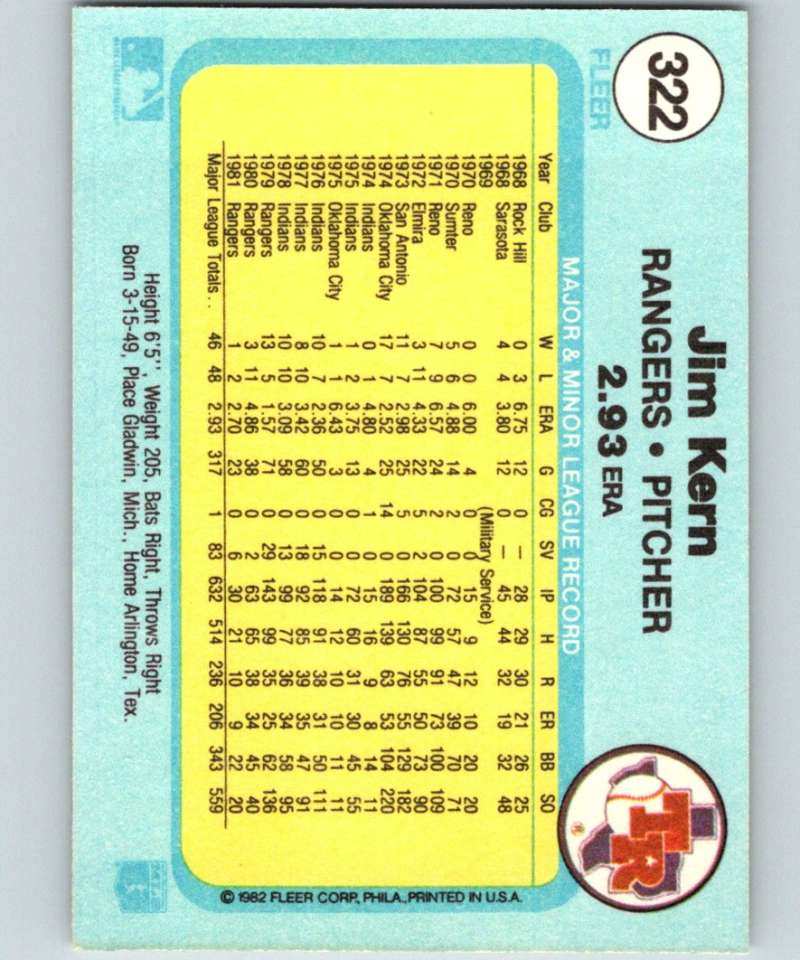 322
FLEER
Jim Kern
RANGERS • PITCHER
2.93 ERA
TR
MAJOR & MINOR LEAGUE RECORD
Year Club W L ERA G CG SV IP H R ER BB SO
1968 Rock Hill 0 3 6.75 12 0 — 28 29 30 21 26 25
1968 Sarasota 4 4 3.80 12 0 — 45 44 32 19 32 48
1969 (Military Service)
1970 Reno 0 0 6.00 4 0 0 15 9 12 10 20 20
1970 Sumter 5 6 4.88 14 2 0 72 57 47 39 70 71
1971 Reno 7 9 6.57 24 2 0 100 99 91 73 100 109
1972 Elmira 3 11 4.33 22 5 2 104 87 55 50 73 90
1973 San Antonio 11 7 2.98 25 5 0 166 130 76 55 129 182
1974 Oklahoma City 17 7 2.52 25 14 0 189 139 63 53 104 220
1974 Indians 0 1 4.80 4 1 0 15 16 9 8 14 11
1975 Indians 1 2 3.75 13 0 0 72 60 31 30 45 55
1975 Oklahoma City 1 1 6.43 3 0 0 14 12 10 10 11 11
1976 Indians 10 7 2.36 50 0 15 118 91 38 31 50 111
1977 Indians 8 10 3.42 60 0 18 92 85 39 35 47 91
1978 Indians 10 10 3.09 58 0 13 99 77 36 34 58 95
1979 Rangers 13 5 1.57 71 0 29 143 99 35 25 62 136
1980 Rangers 3 11 4.86 38 0 2 63 65 38 34 45 40
1981 Rangers 1 2 2.70 23 0 6 30 21 10 9 22 20
Major League Totals . . 46 48 2.93 317 1 83 632 514 236 206 343 559
© 1982 FLEER CORP., PHILA., PRINTED IN U.S.A.
Height 6'5", Weight 205, Bats Right, Throws Right
Born 3-15-49, Place Gladwin, Mich., Home Arlington, Tex.